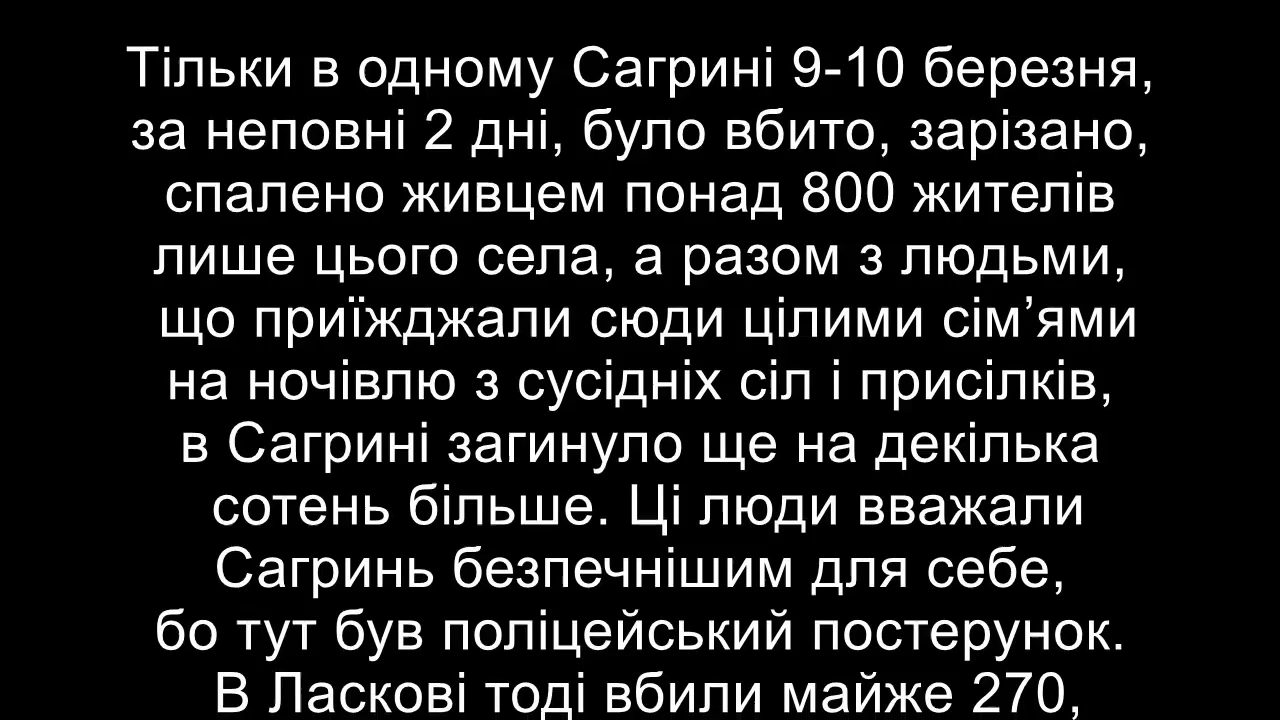 Тільки в одному Сагрині 9-10 березня,
за неповні 2 дні, було вбито, зарізано,
спалено живцем понад 800 жителів
лише цього села, а разом з людьми,
що приїжджали сюди цілими сім’ями
на ночівлю з сусідніх сіл і присілків,
в Сагрині загинуло ще на декілька
сотень більше. Ці люди вважали
Сагринь безпечнішим для себе,
бо тут був поліцейський постерунок.
В Ласкові тоді вбили майже 270,